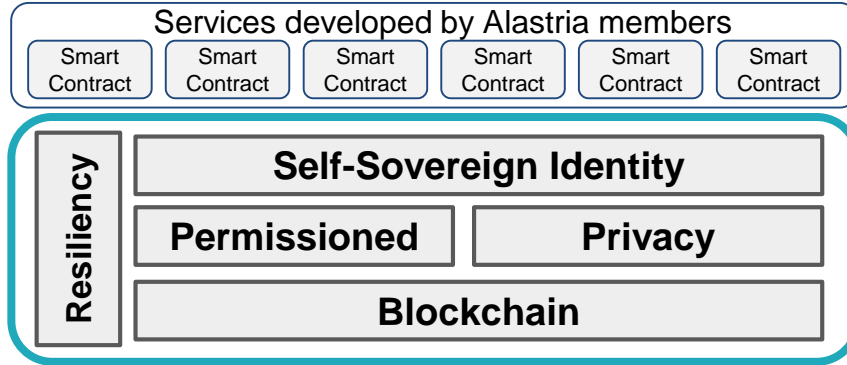 Services developed by Alastria members
Smart Contract
Smart Contract
Smart Contract
Smart Contract
Smart Contract
Smart Contract
Resiliency
Self-Sovereign Identity
Permissioned
Privacy
Blockchain